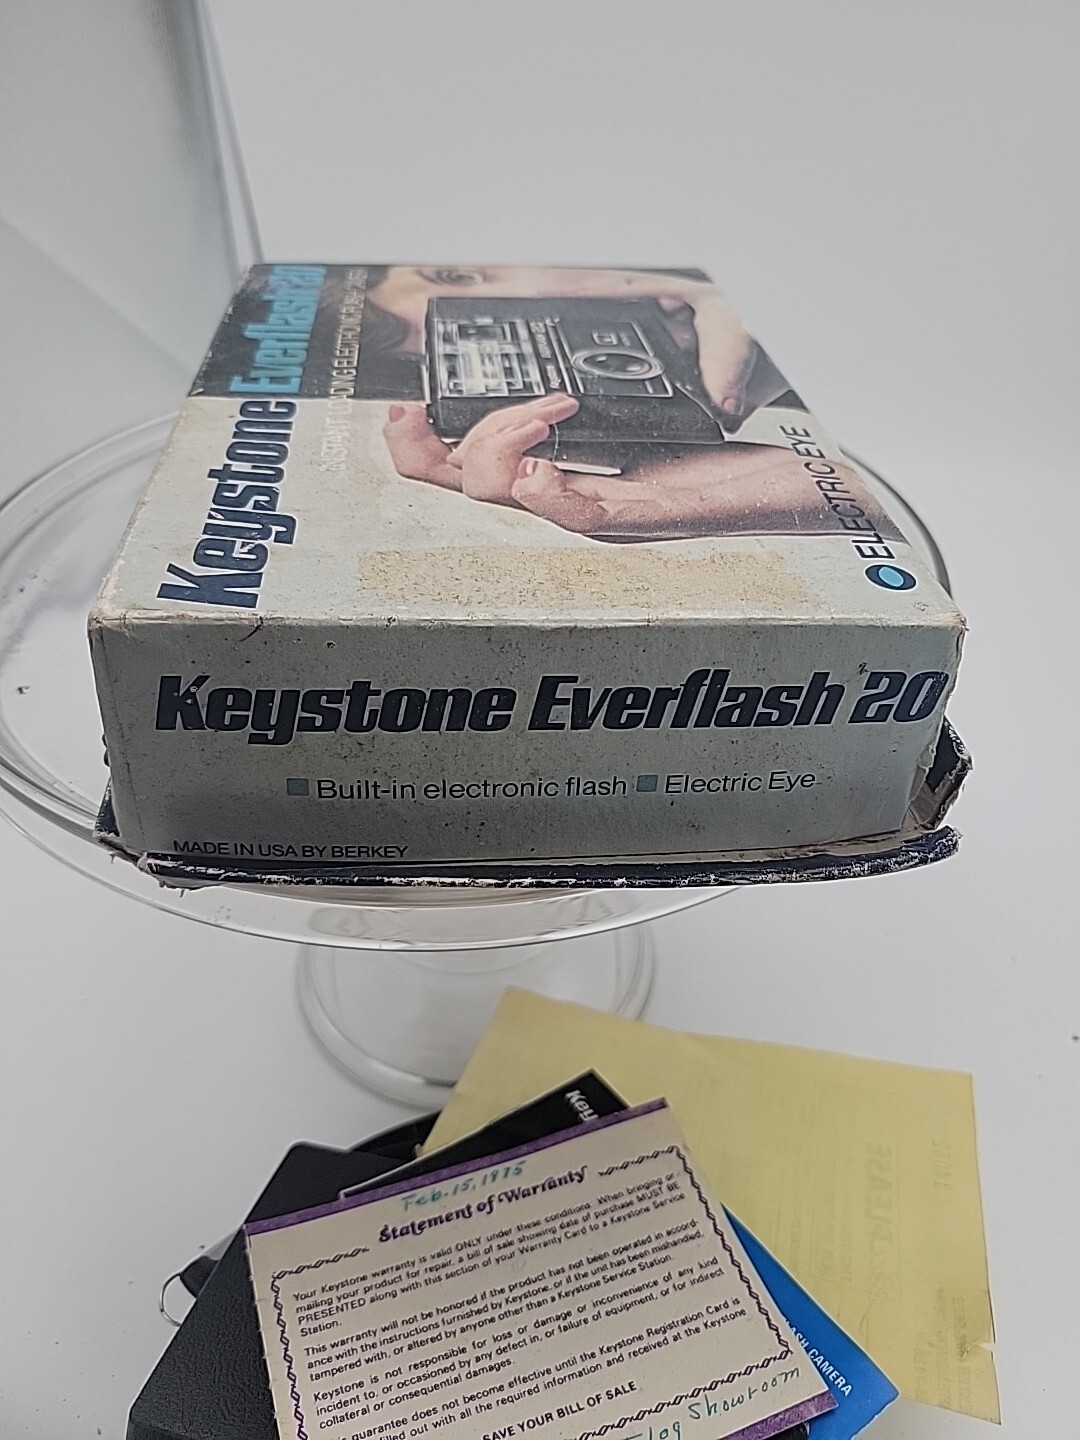 Keystone Everflash 20
INSTANT LOADING ELECTRONIC FLASH
ELECTRIC EYE
Keystone Everflash 20
Built-in electronic flash Electric Eye
MADE IN USA BY BERKEY
Key
Feb. 15, 1975
Statement of Warranty
Your Keystone warranty is valid ONLY under these conditions. When bringing or
mailing your product for repair, a bill of sale showing date of purchase MUST BE
PRESENTED along with this section of your Warranty Card to a Keystone Service
Station.
This warranty will not be honored if the product has not been operated in accord-
ance with the instructions furnished by Keystone, or if the unit has been mishandled,
tampered with, or altered by anyone other than a Keystone Service Station.
Keystone is not responsible for loss or damage or inconvenience of any kind
incident to, or occasioned by any defect in, or failure of equipment, or for indirect
collateral or consequential damages.
guarantee does not become effective until the Keystone Registration Card is
filled out with all the required information and received at the Keystone
SAVE YOUR BILL OF SALE
Showroom
FLASH CAMERA